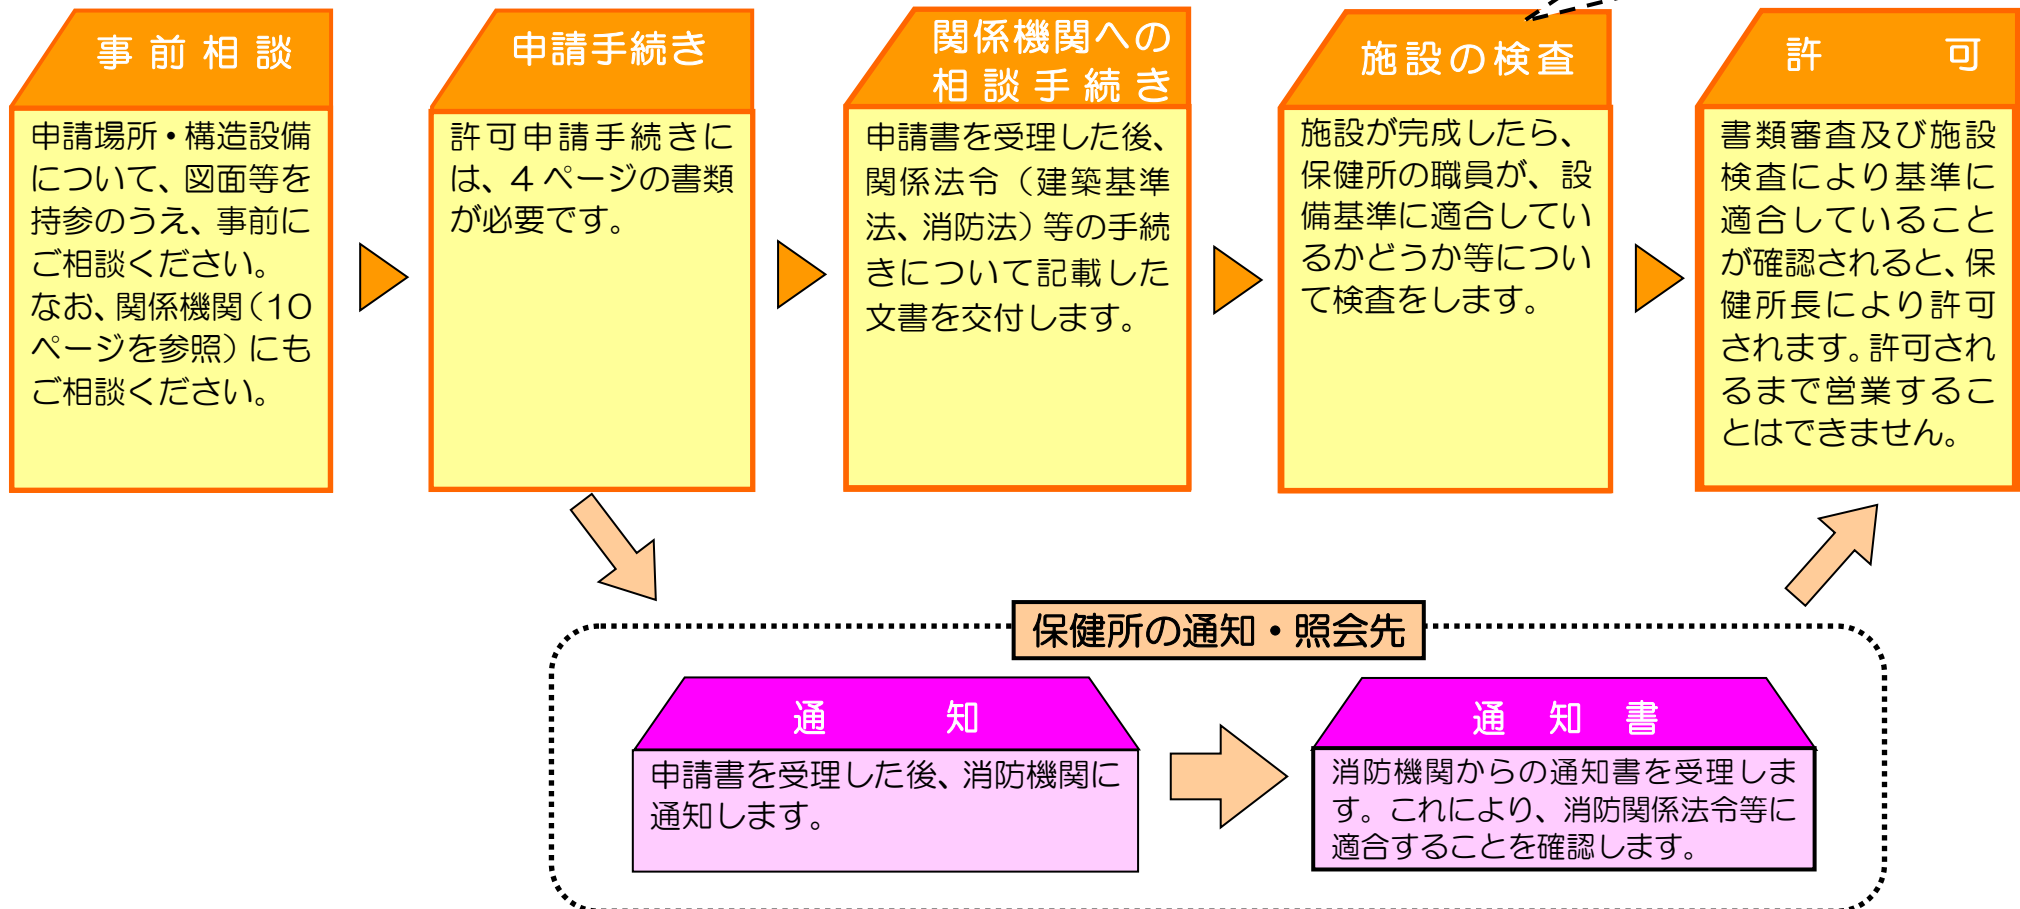 事前相談
申請場所・構造設備
について、図面等を
持参のうえ、事前に
ご相談ください。
なお、関係機関（10
ページを参照）にも
ご相談ください。
申請手続き
許可申請手続きに
は、4ページの書類
が必要です。
関係機関への
相談手続き
申請書を受理した後、
関係法令（建築基準
法、消防法）等の手続
きについて記載した
文書を交付します。
施設の検査
施設が完成したら、
保健所の職員が、設
備基準に適合してい
るかどうか等につい
て検査をします。
許可
書類審査及び施設
検査により基準に
適合していること
が確認されると、保
健所長により許可
されます。許可され
るまで営業するこ
とはできません。
保健所の通知・照会先
通知
申請書を受理した後、消防機関に
通知します。
通知書
消防機関からの通知書を受理しま
す。これにより、消防関係法令等に
適合することを確認します。